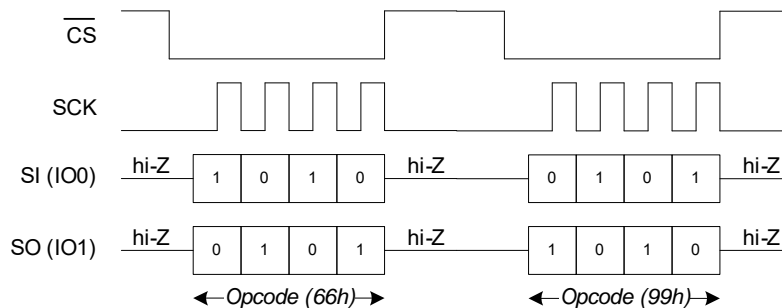 CS
SCK
hi-Z hi-Z hi-Z
SI (IO0) 1 0 1 0 0 1 0 1
hi-Z hi-Z hi-Z
SO (IO1) 0 1 0 1 1 0 1 0
Opcode (66h) Opcode (99h)